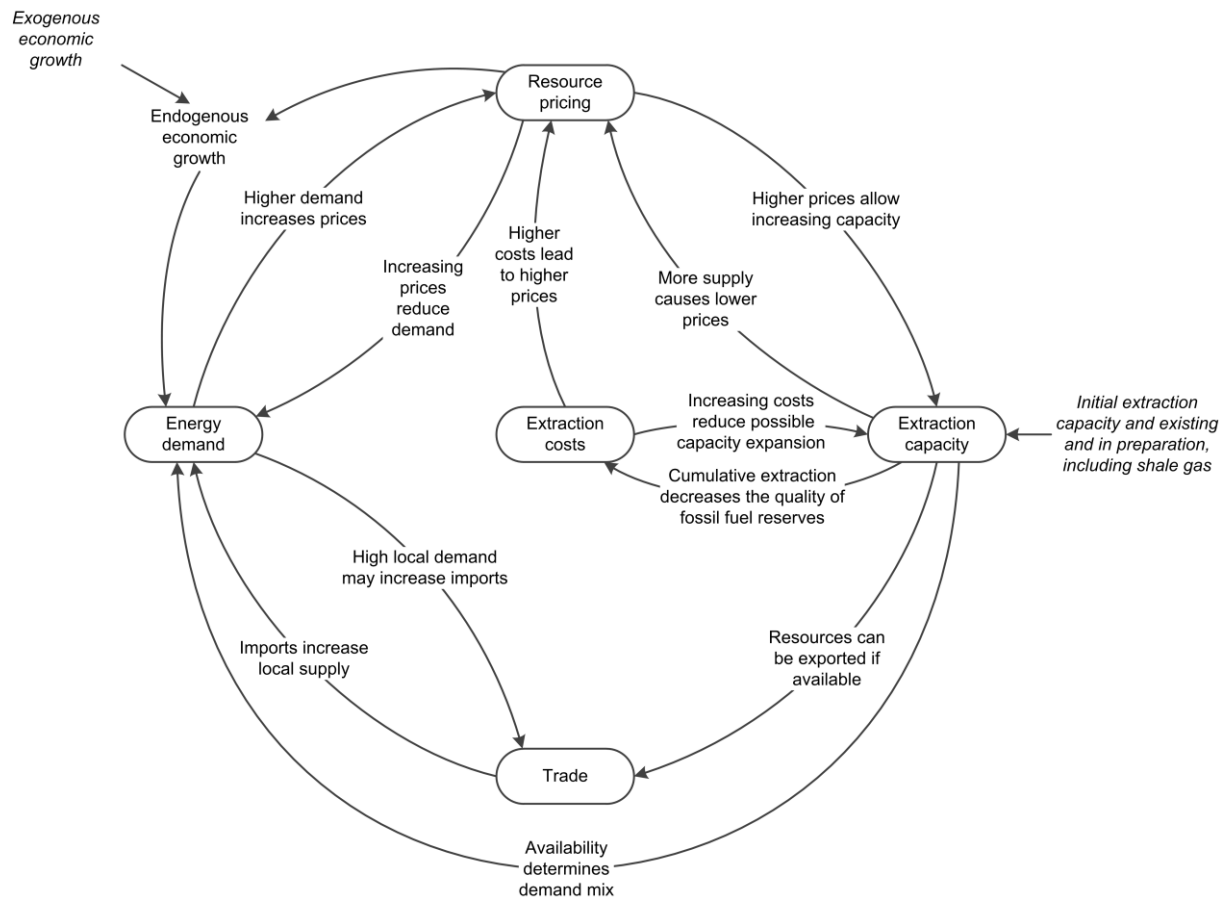 Exogenous
economic
growth
Resource
pricing
Endogenous
economic
growth
Higher demand
increases prices
Higher prices allow
increasing capacity
Higher
costs lead
to higher
prices
Increasing
prices
reduce
demand
More supply
causes lower
prices
Energy
demand
Extraction
costs
Increasing costs
reduce possible
capacity expansion
Extraction
capacity
Initial extraction
capacity and existing
and in preparation,
including shale gas
Cumulative extraction
decreases the quality of
fossil fuel reserves
High local demand
may increase imports
Imports increase
local supply
Resources can
be exported if
available
Trade
Availability
determines
demand mix